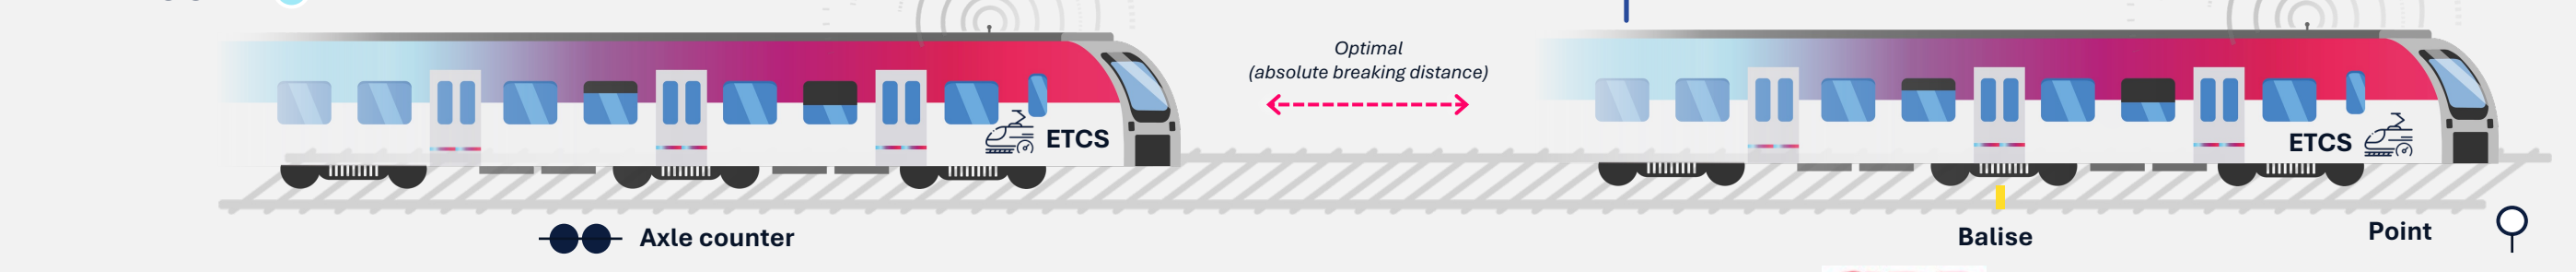 Optimal
(absolute breaking distance)
ETCS
ETCS
Axle counter
Balise
Point